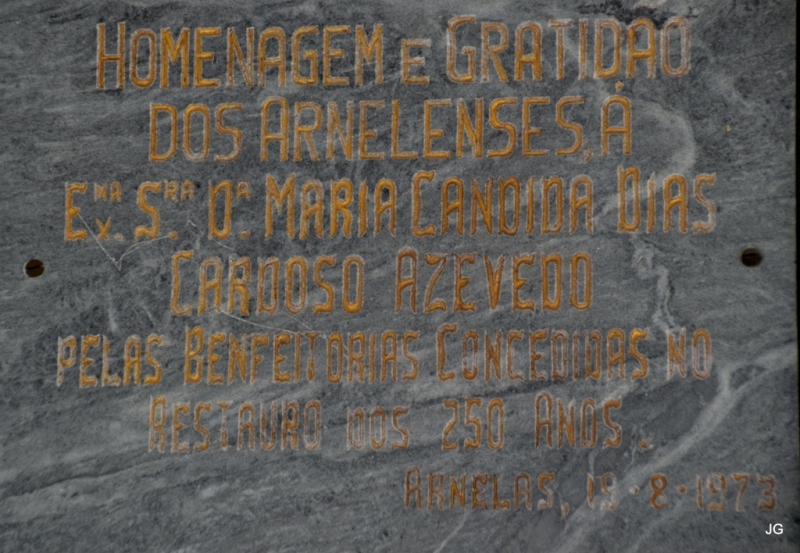 HOMENAGEM E GRATIDÃO
DOS ARNELENSES, Á
EX.MA S.RA D.A MARIA CANDIDA DIAS
CARDOSO AZEVEDO
PELAS BENFEITORIAS CONCEDIDAS NO
RESTAURO DOS 250 ANOS.
ARNELAS, 19-8-1973
JG